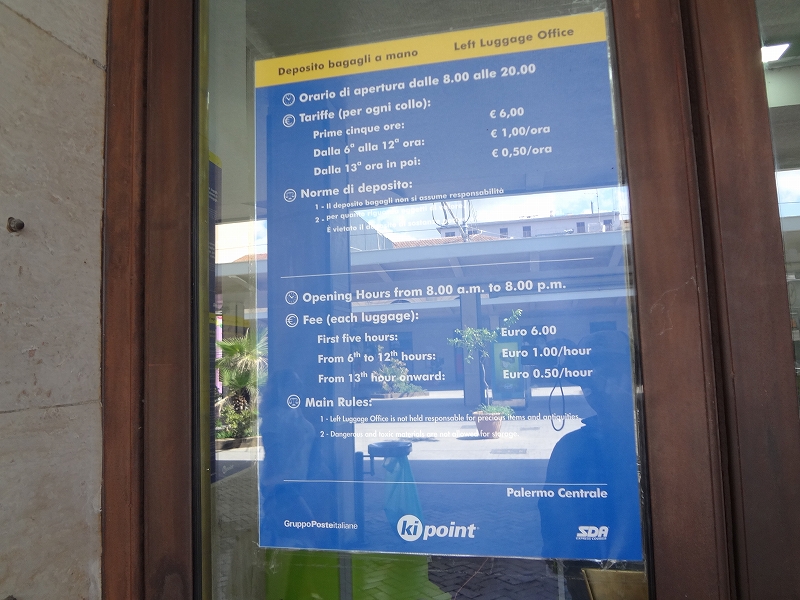 Deposito bagagli a mano Left Luggage Office
Orario di apertura dalle 8.00 alle 20.00
Tariffe (per ogni collo):
Prime cinque ore: € 6,00
Dalla 6ª alla 12ª ora: € 1,00/ora
Dalla 13ª ora in poi: € 0,50/ora
Norme di deposito:
1 - Il deposito bagagli non si assume responsabilità
per quanto
2 -
È vietato il
Opening Hours from 8.00 a.m. to 8.00 p.m.
Fee (each luggage):
First five hours: Euro 6.00
From 6th to 12th hours: Euro 1.00/hour
From 13th hour onward: Euro 0.50/hour
Main Rules:
1 - Left Luggage Office is not held responsible for precious items and antiquities.
2 - Dangerous and toxic materials are not allowed for storage.
Palermo Centrale
GruppoPosteitaliane
kipoint
SDA
EXPRESS COURIER